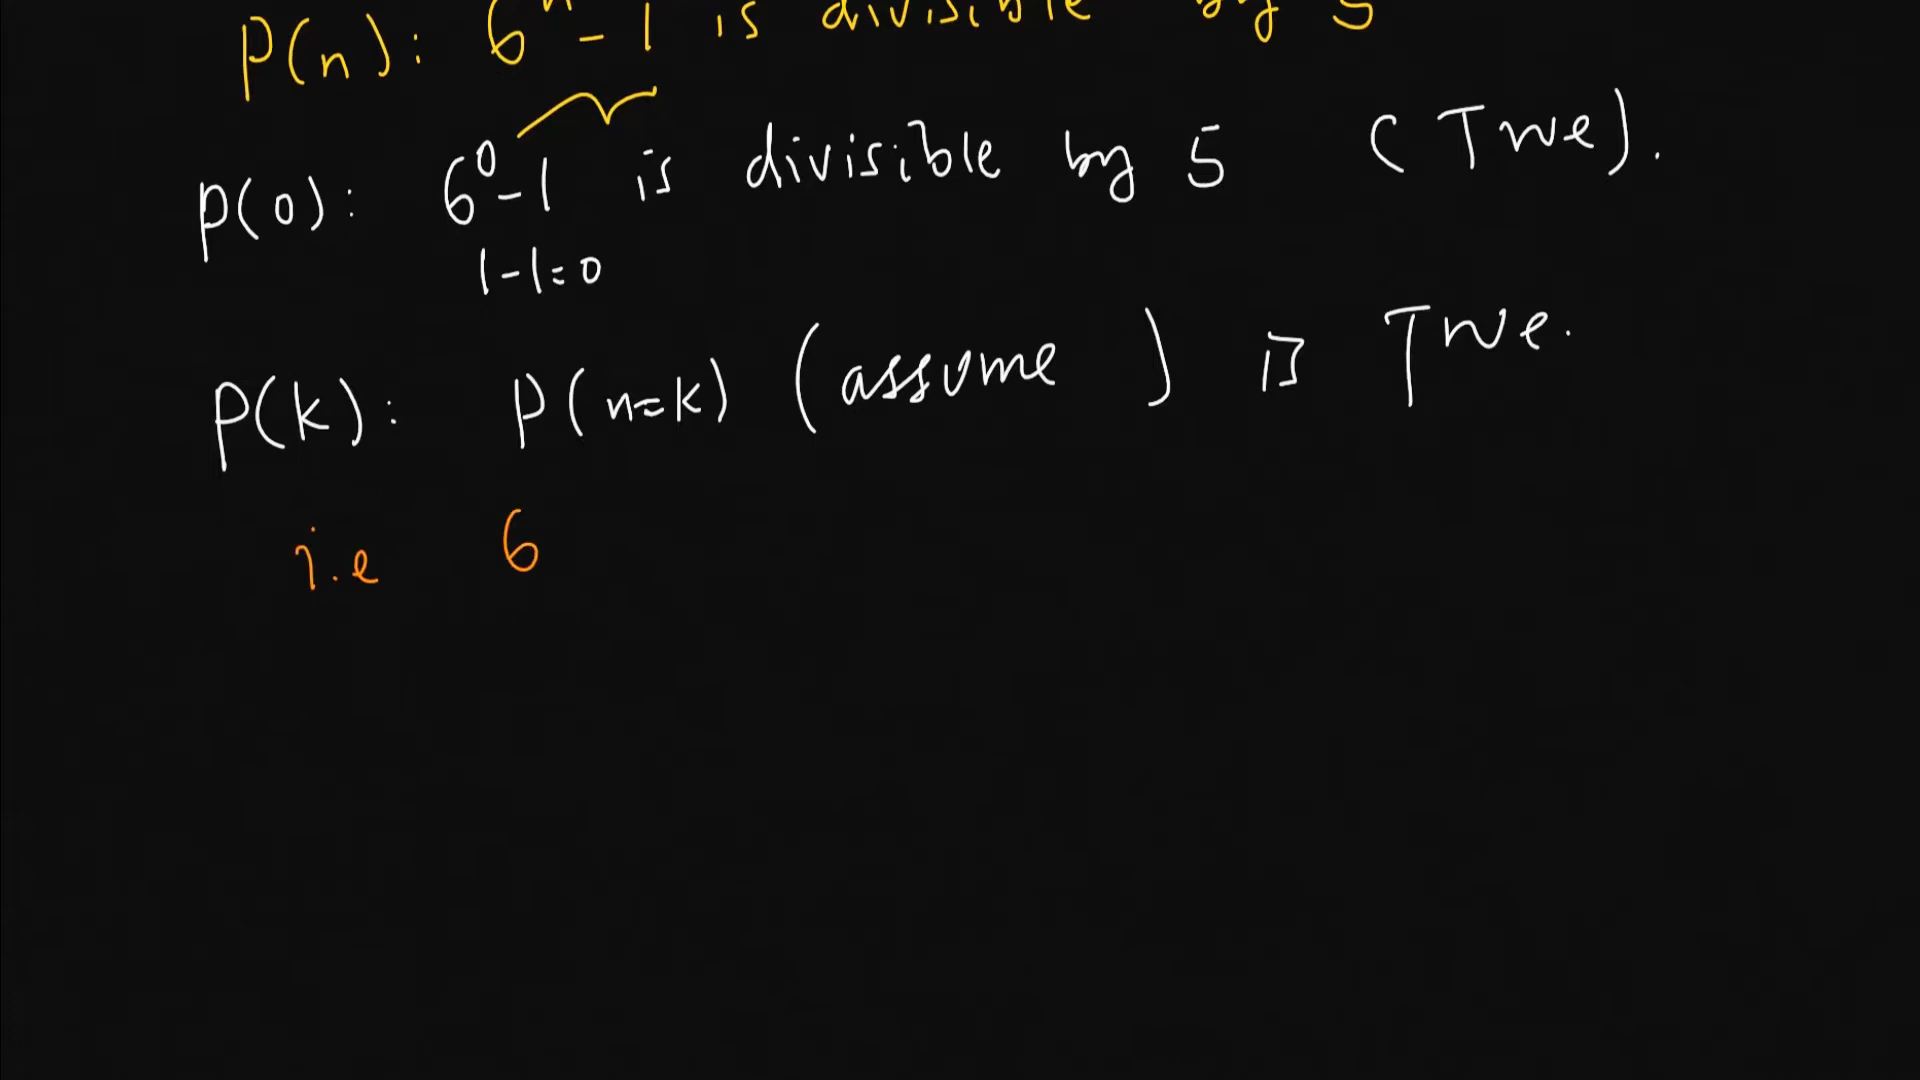 P(n): 6ⁿ - 1 is divisible by 5
P(0): 6⁰ - 1 is divisible by 5 (True).
1 - 1 = 0
P(k): P(n=k) (assume ) is True.
i.e 6